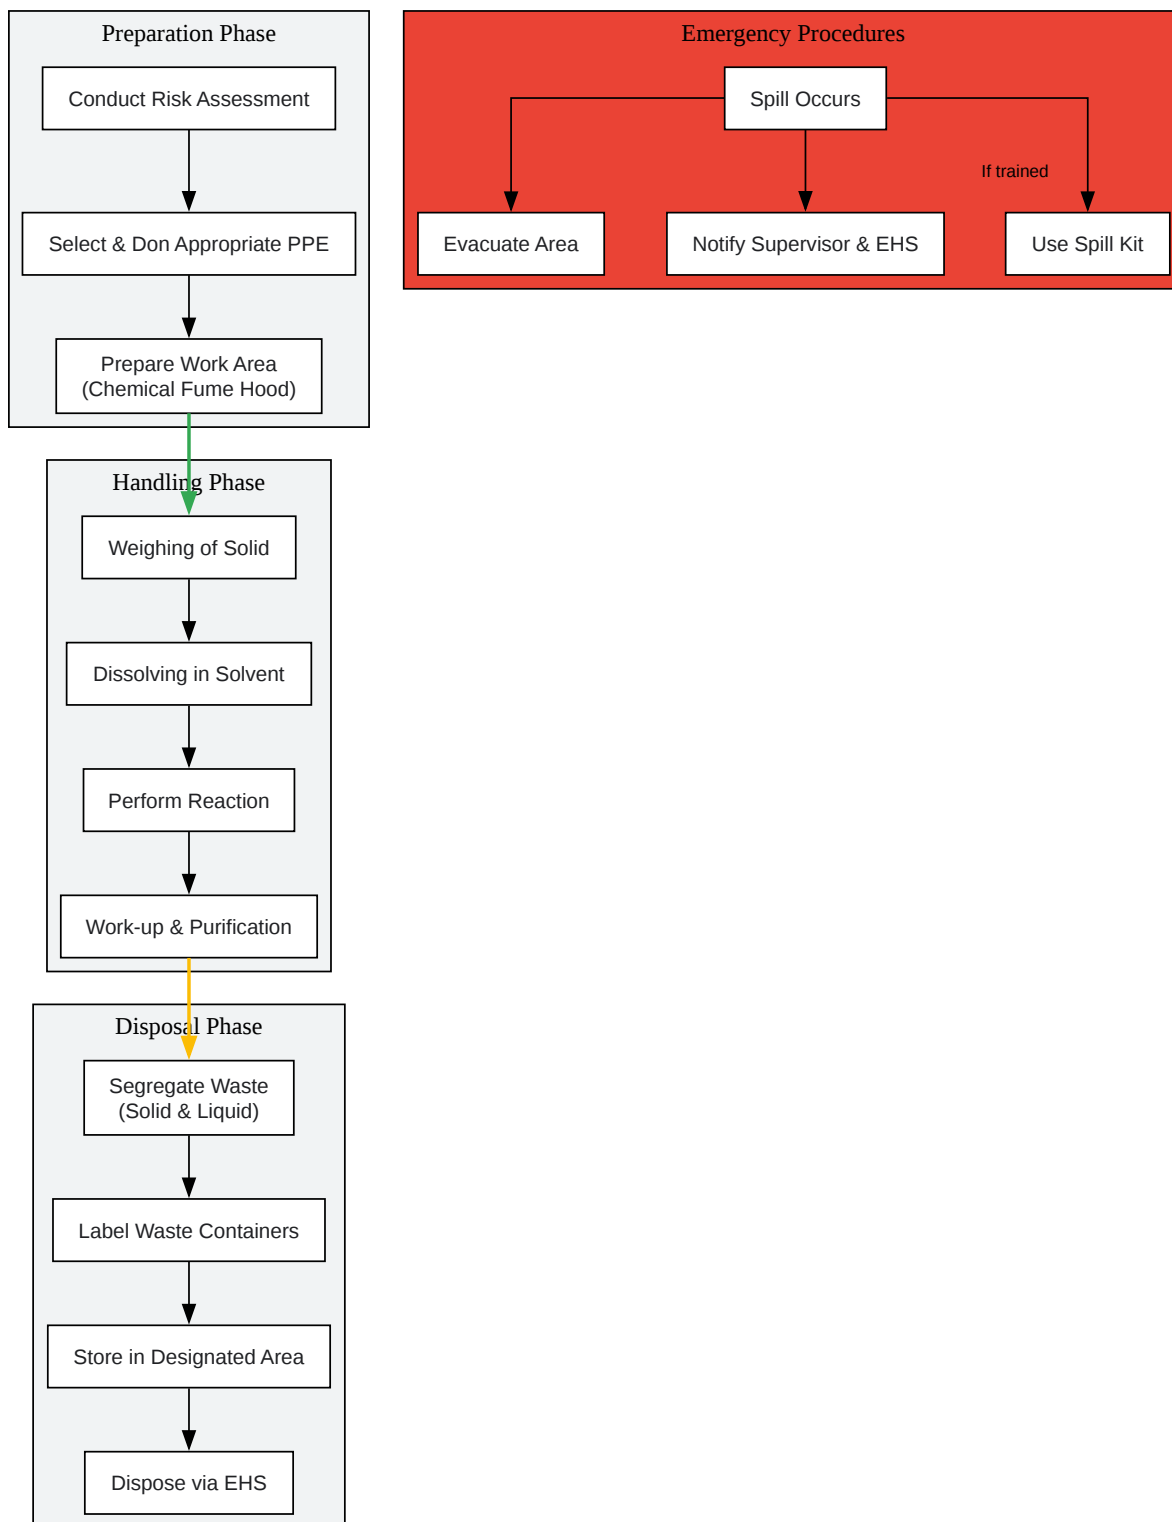 Preparation Phase
Conduct Risk Assessment
Select & Don Appropriate PPE
Prepare Work Area
(Chemical Fume Hood)
Handling Phase
Weighing of Solid
Dissolving in Solvent
Perform Reaction
Work-up & Purification
Disposal Phase
Segregate Waste
(Solid & Liquid)
Label Waste Containers
Store in Designated Area
Dispose via EHS
Emergency Procedures
Spill Occurs
If trained
Evacuate Area
Notify Supervisor & EHS
Use Spill Kit